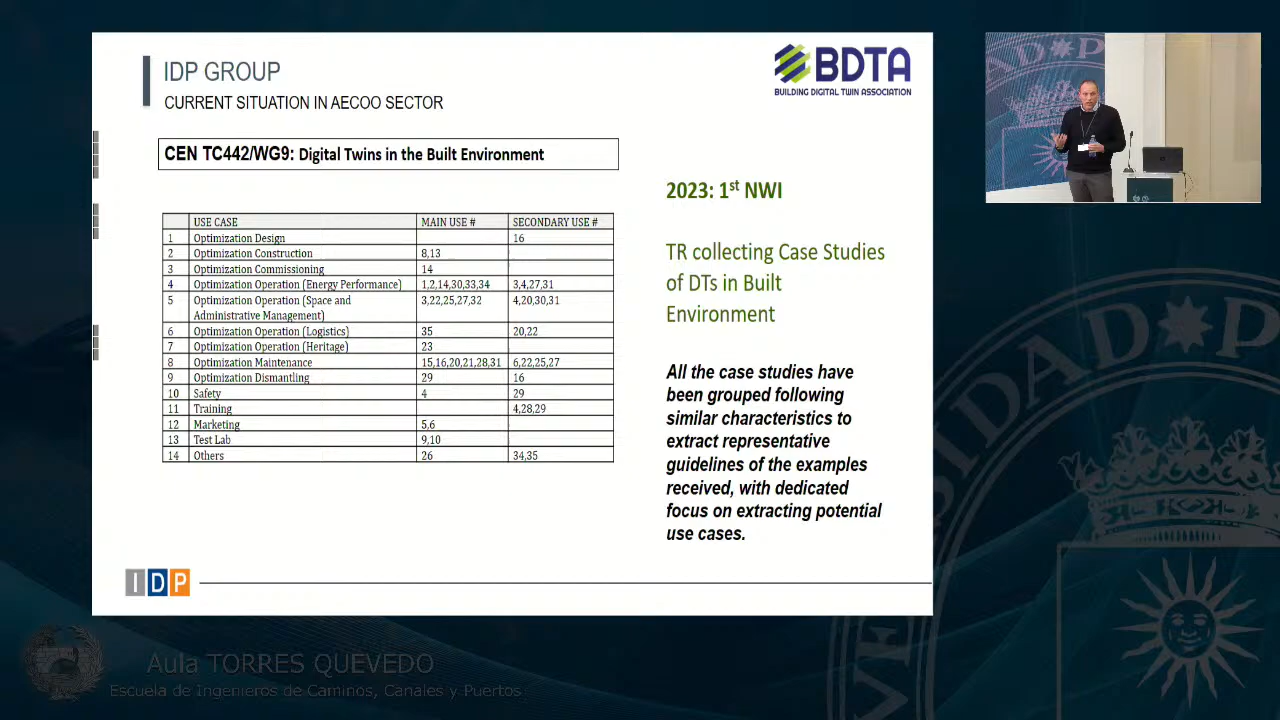 IDP GROUP
CURRENT SITUATION IN AECOO SECTOR
BDTA
BUILDING DIGITAL TWIN ASSOCIATION
CEN TC442/WG9: Digital Twins in the Built Environment
USE CASE MAIN USE # SECONDARY USE #
1 Optimization Design 16
2 Optimization Construction 8,13
3 Optimization Commissioning 14
4 Optimization Operation (Energy Performance) 1,2,14,30,33,34 3,4,27,31
5 Optimization Operation (Space and 3,22,25,27,32 4,20,30,31
Administrative Management)
6 Optimization Operation (Logistics) 35 20,22
7 Optimization Operation (Heritage) 23
8 Optimization Maintenance 15,16,20,21,28,31 6,22,25,27
9 Optimization Dismantling 29 16
10 Safety 4 29
11 Training 4,28,29
12 Marketing 5,6
13 Test Lab 9,10
14 Others 26 34,35
2023: 1st NWI
TR collecting Case Studies
of DTs in Built
Environment
All the case studies have
been grouped following
similar characteristics to
extract representative
guidelines of the examples
received, with dedicated
focus on extracting potential
use cases.
IDP
Aula TORRES QUEVEDO
Escuela de Ingenieros de Caminos, Canales y Puertos